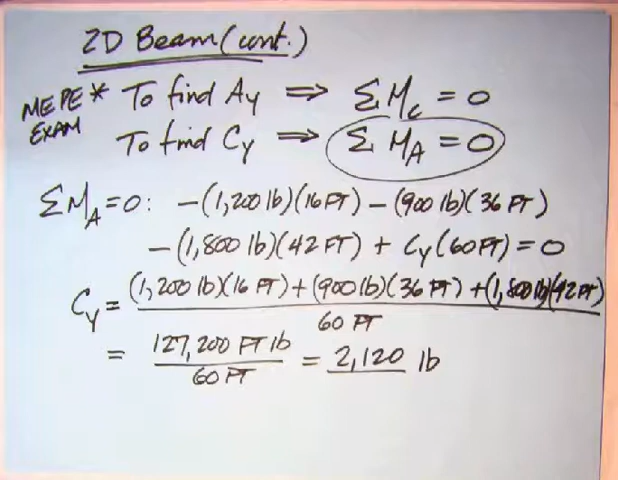 2D Beam (cont.)
ME PE * To find Ay ⇒ ΣMc = 0
EXAM To find Cy ⇒ ΣMA = 0
ΣMA = 0: -(1,200 lb)(16 FT) - (900 lb)(36 FT)
-(1,800 lb)(42 FT) + Cy(60 FT) = 0
Cy = (1,200 lb)(16 FT) + (900 lb)(36 FT) + (1,800 lb)(42 FT)
60 FT
= 127,200 FT lb / 60 FT = 2,120 lb